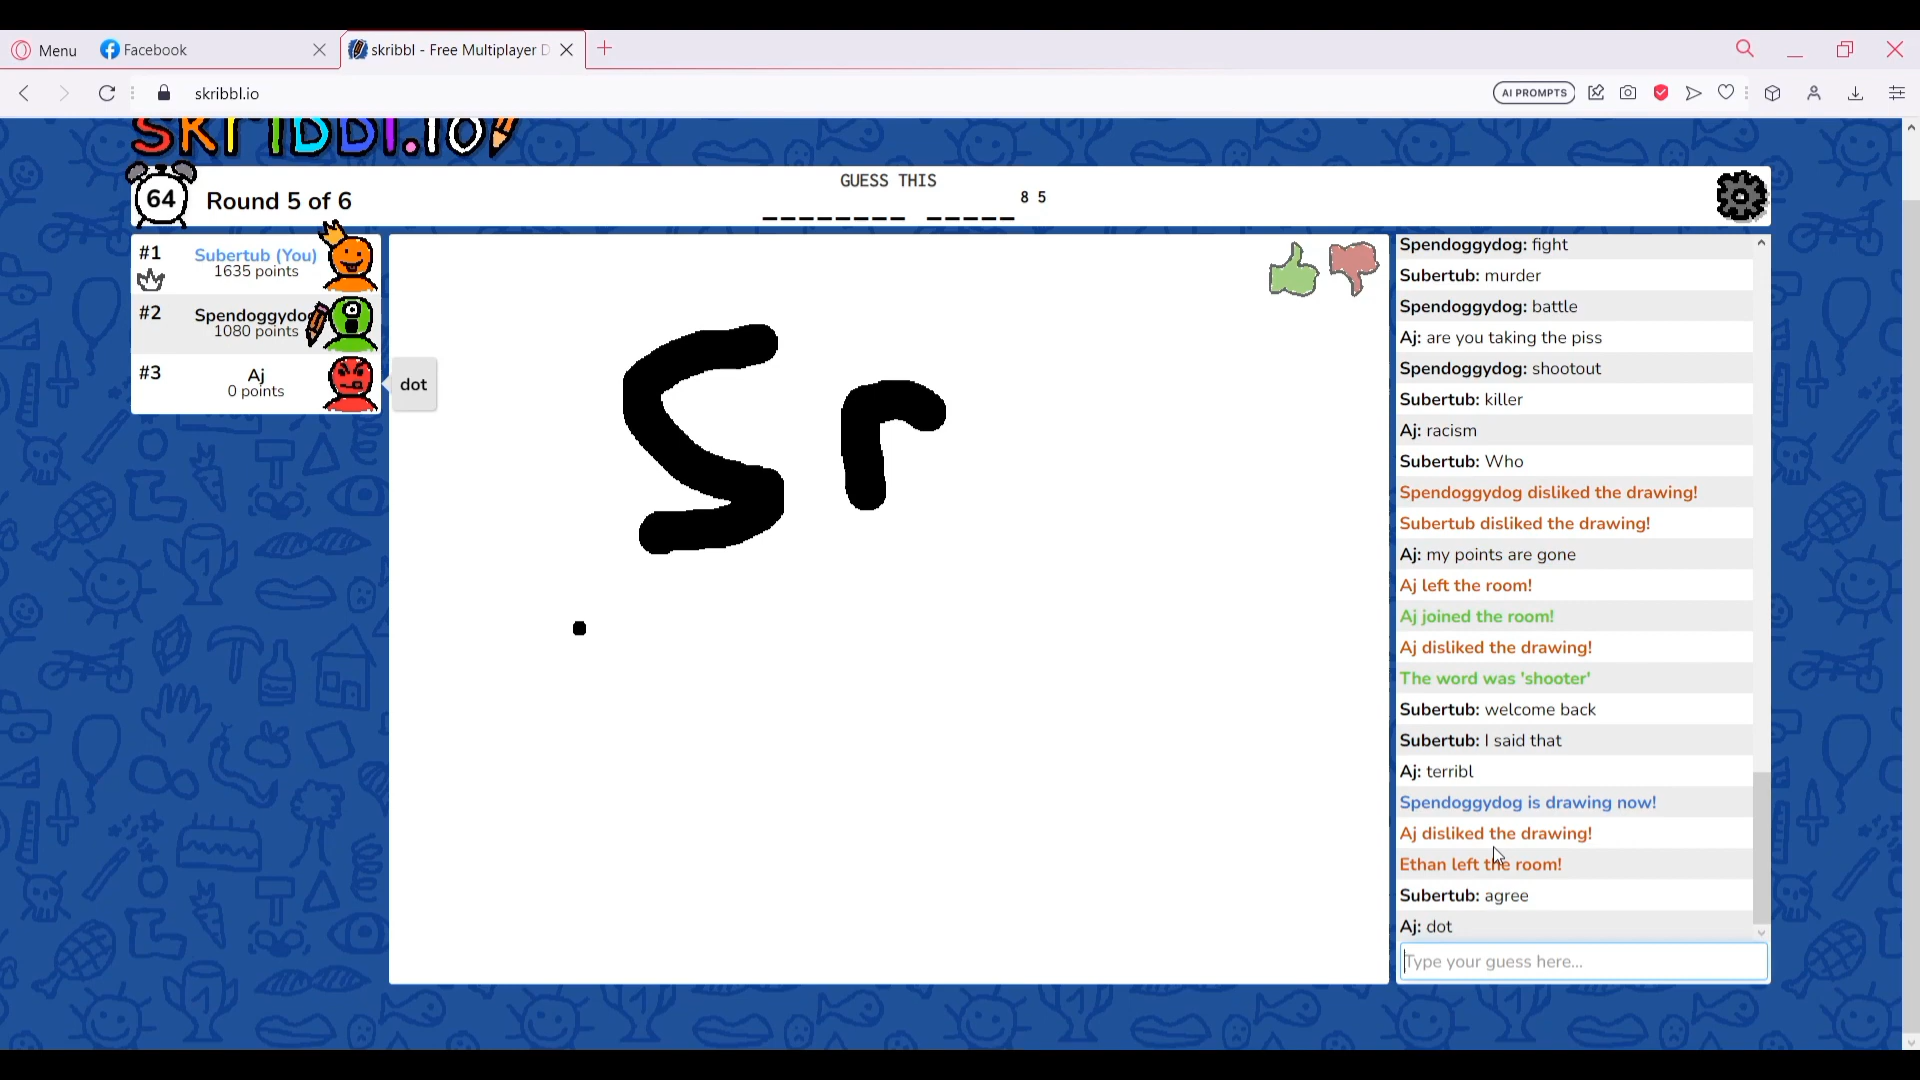 Menu
Facebook
skribbl - Free Multiplayer D
skribbl.io
AI PROMPTS
SKRIBBL.IO
64
Round 5 of 6
GUESS THIS
________ _____ 8 5
#1
Subertub (You)
1635 points
#2
Spendoggydo
1080 points
#3
Aj
0 points
dot
Sr
Spendoggydog: fight
Subertub: murder
Spendoggydog: battle
Aj: are you taking the piss
Spendoggydog: shootout
Subertub: killer
Aj: racism
Subertub: Who
Spendoggydog disliked the drawing!
Subertub disliked the drawing!
Aj: my points are gone
Aj left the room!
Aj joined the room!
Aj disliked the drawing!
The word was 'shooter'
Subertub: welcome back
Subertub: I said that
Aj: terribl
Spendoggydog is drawing now!
Aj disliked the drawing!
Ethan left the room!
Subertub: agree
Aj: dot
Type your guess here...